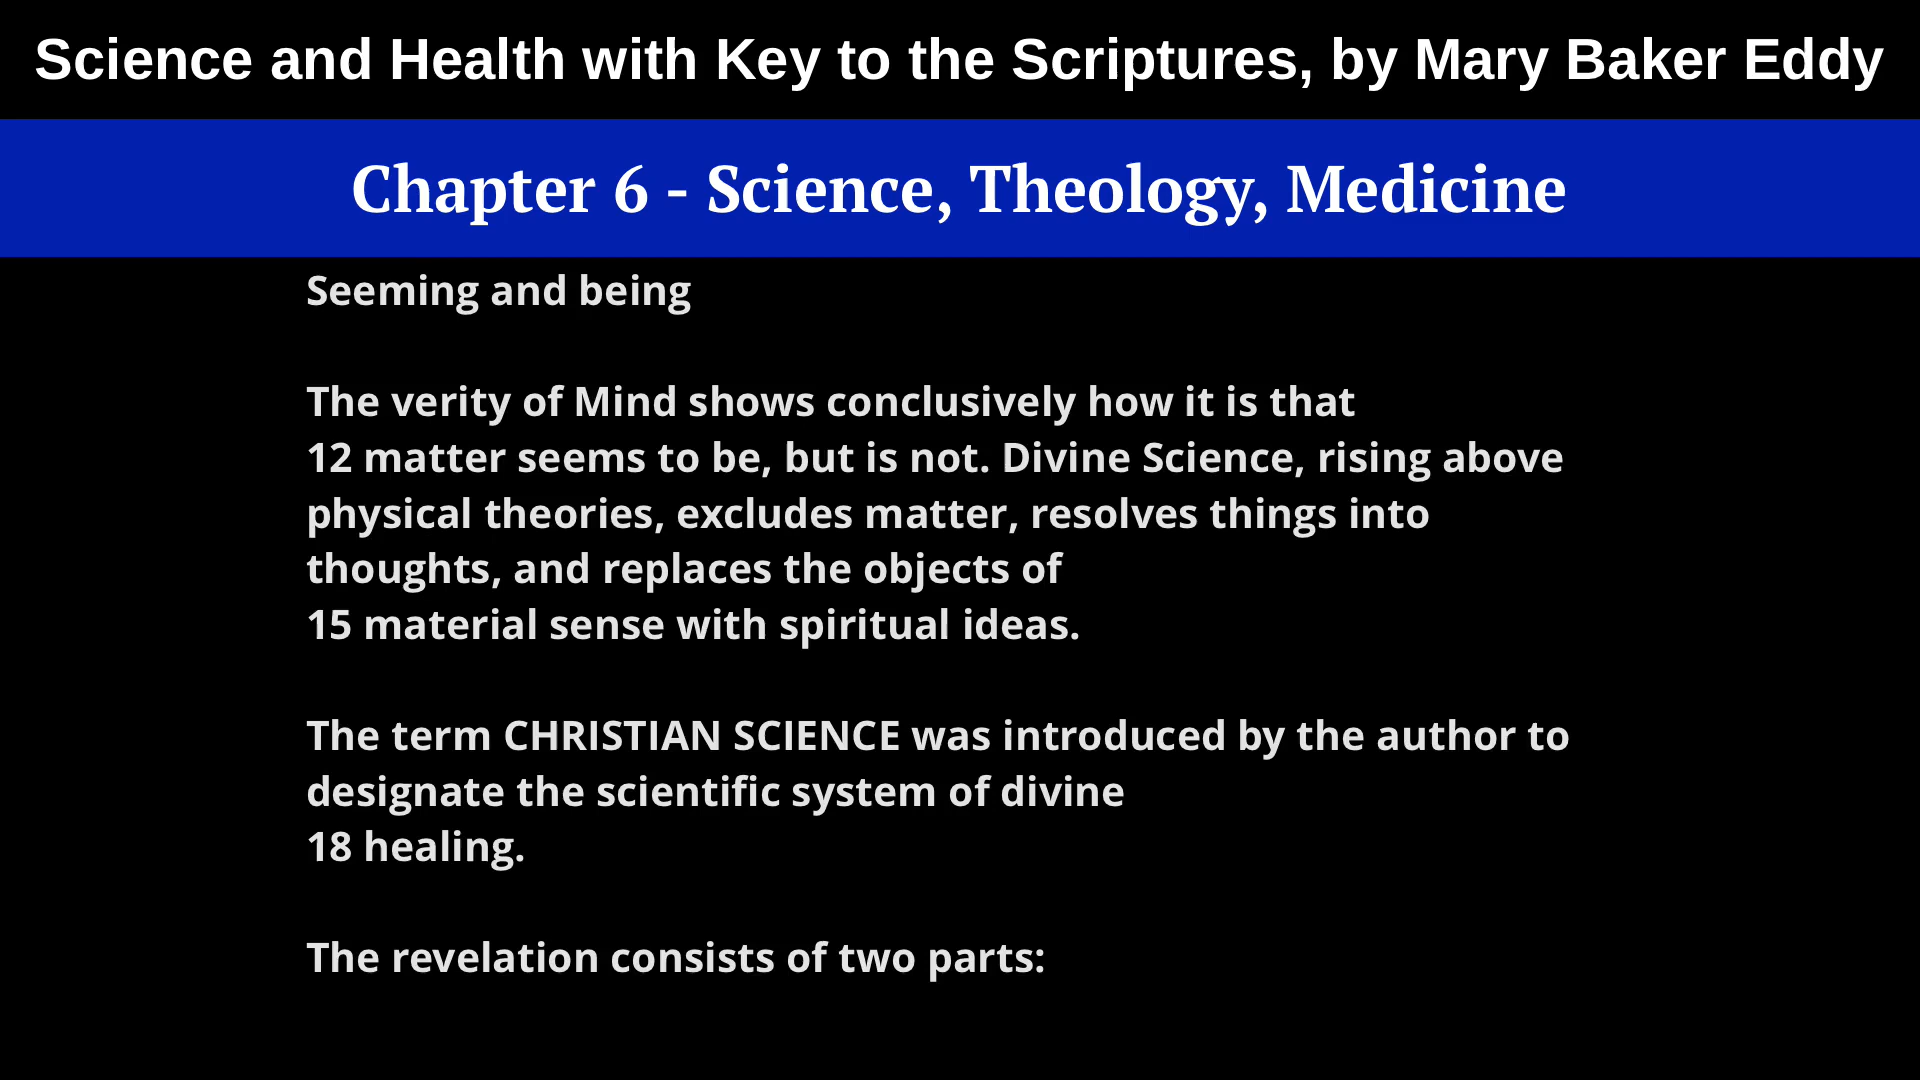 Science and Health with Key to the Scriptures, by Mary Baker Eddy
Chapter 6 - Science, Theology, Medicine
Seeming and being
The verity of Mind shows conclusively how it is that
12 matter seems to be, but is not. Divine Science, rising above
physical theories, excludes matter, resolves things into
thoughts, and replaces the objects of
15 material sense with spiritual ideas.
The term CHRISTIAN SCIENCE was introduced by the author to
designate the scientific system of divine
18 healing.
The revelation consists of two parts: